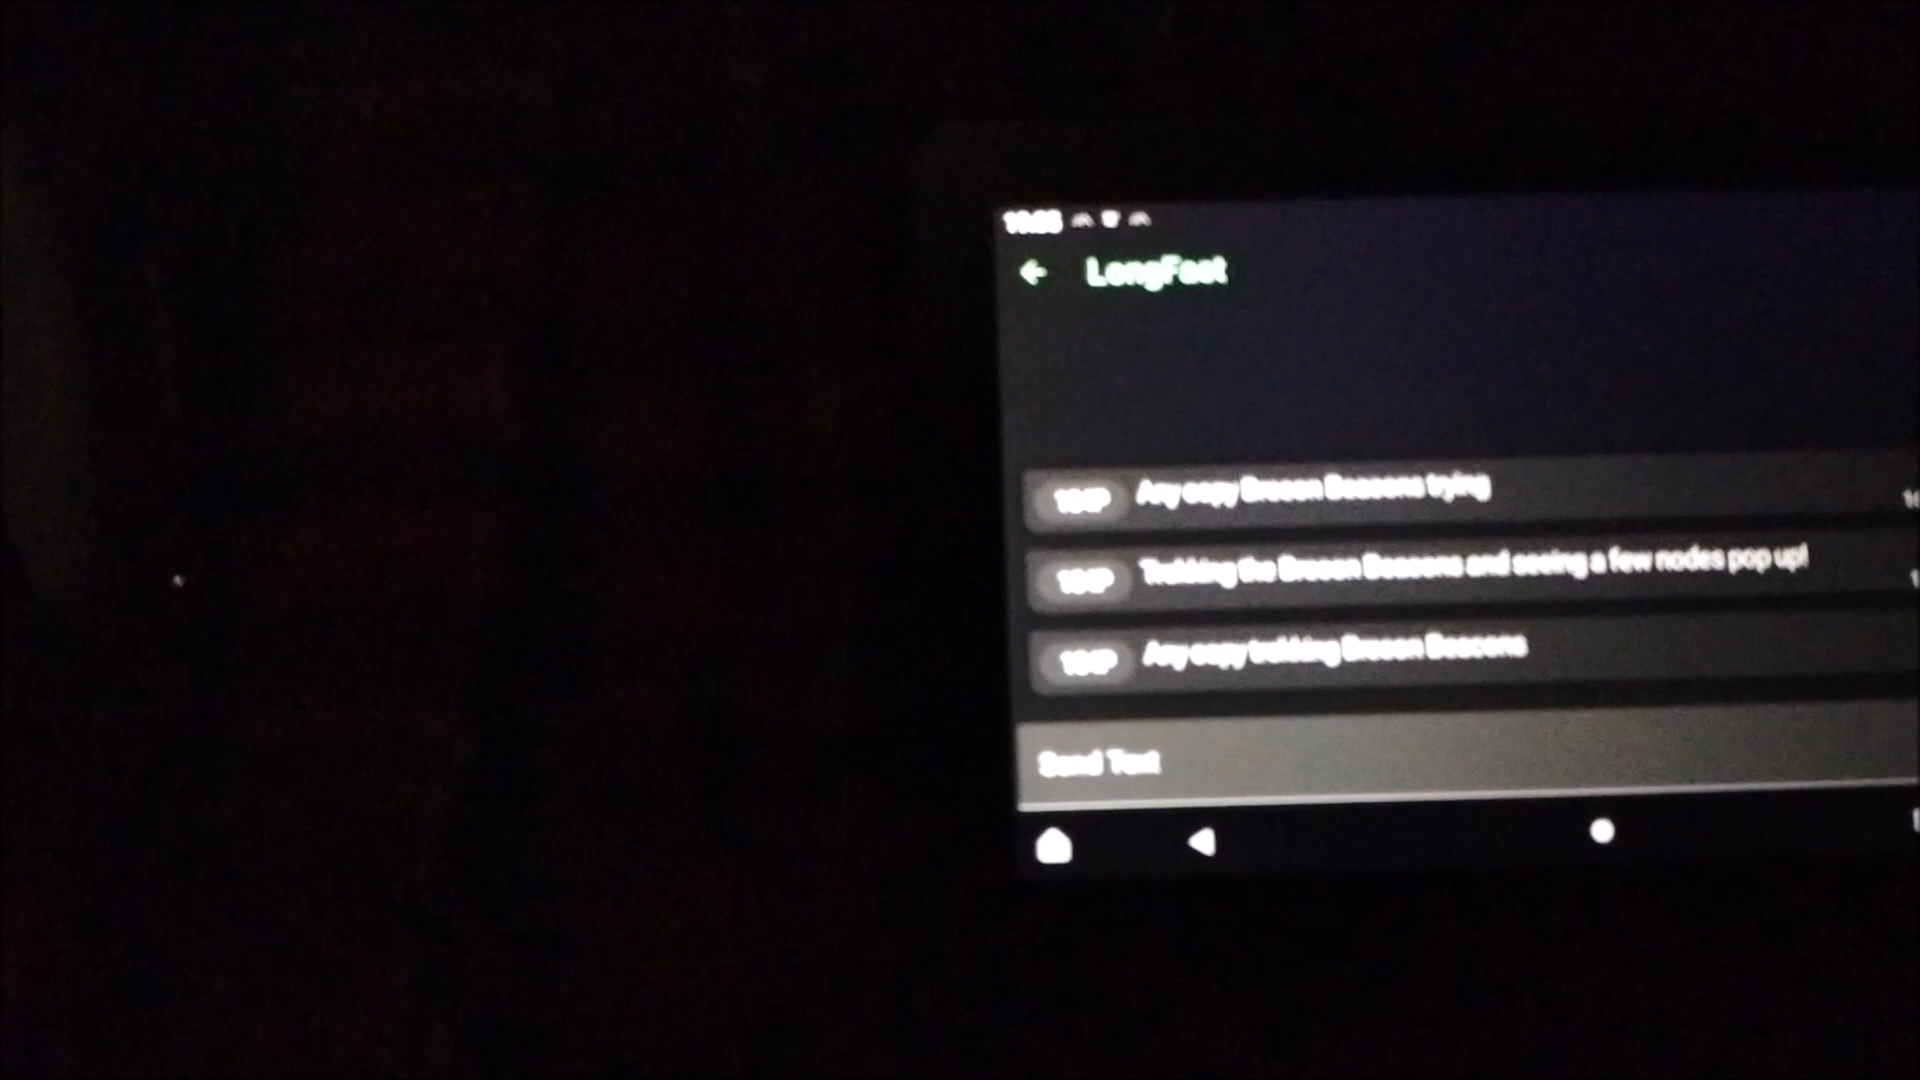 LongFast
Any copy Brecon Beacons trying
Trekking the Brecon Beacons and seeing a few nodes pop up!
Any copy trekking Brecon Beacons
Send Text